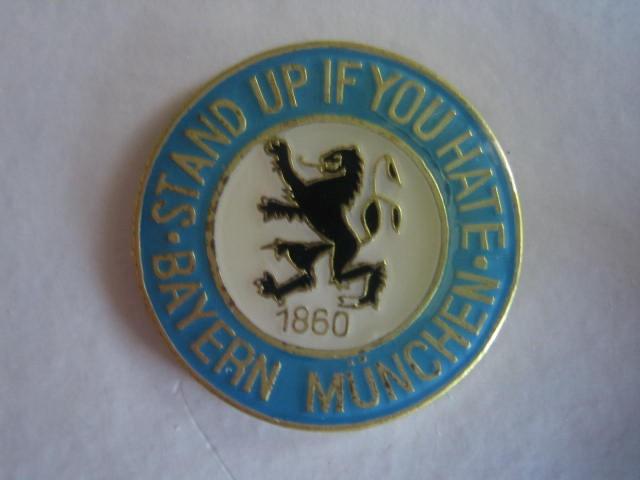 STAND UP IF YOU HATE
BAYERN MÜNCHEN
1860